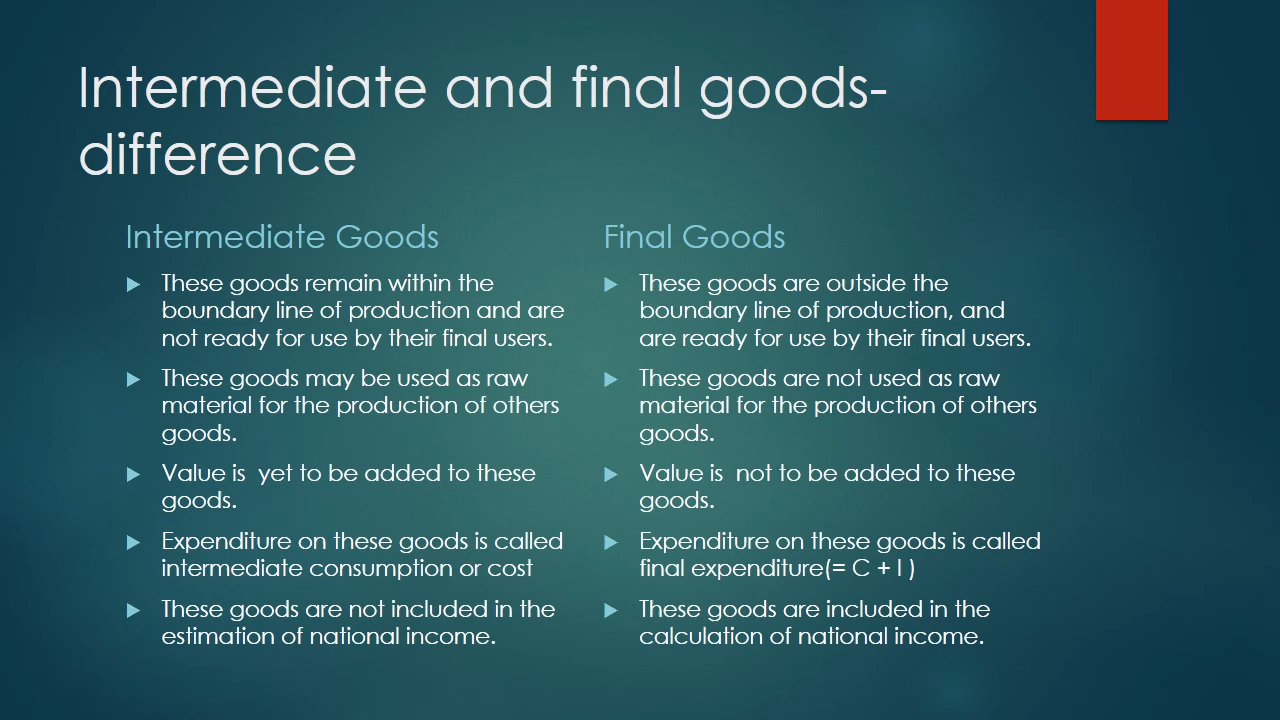 Intermediate and final goods-
difference
Intermediate Goods
These goods remain within the
boundary line of production and are
not ready for use by their final users.
These goods may be used as raw
material for the production of others
goods.
Value is  yet to be added to these
goods.
Expenditure on these goods is called
intermediate consumption or cost
These goods are not included in the
estimation of national income.
Final Goods
These goods are outside the
boundary line of production, and
are ready for use by their final users.
These goods are not used as raw
material for the production of others
goods.
Value is  not to be added to these
goods.
Expenditure on these goods is called
final expenditure(= C + I )
These goods are included in the
calculation of national income.